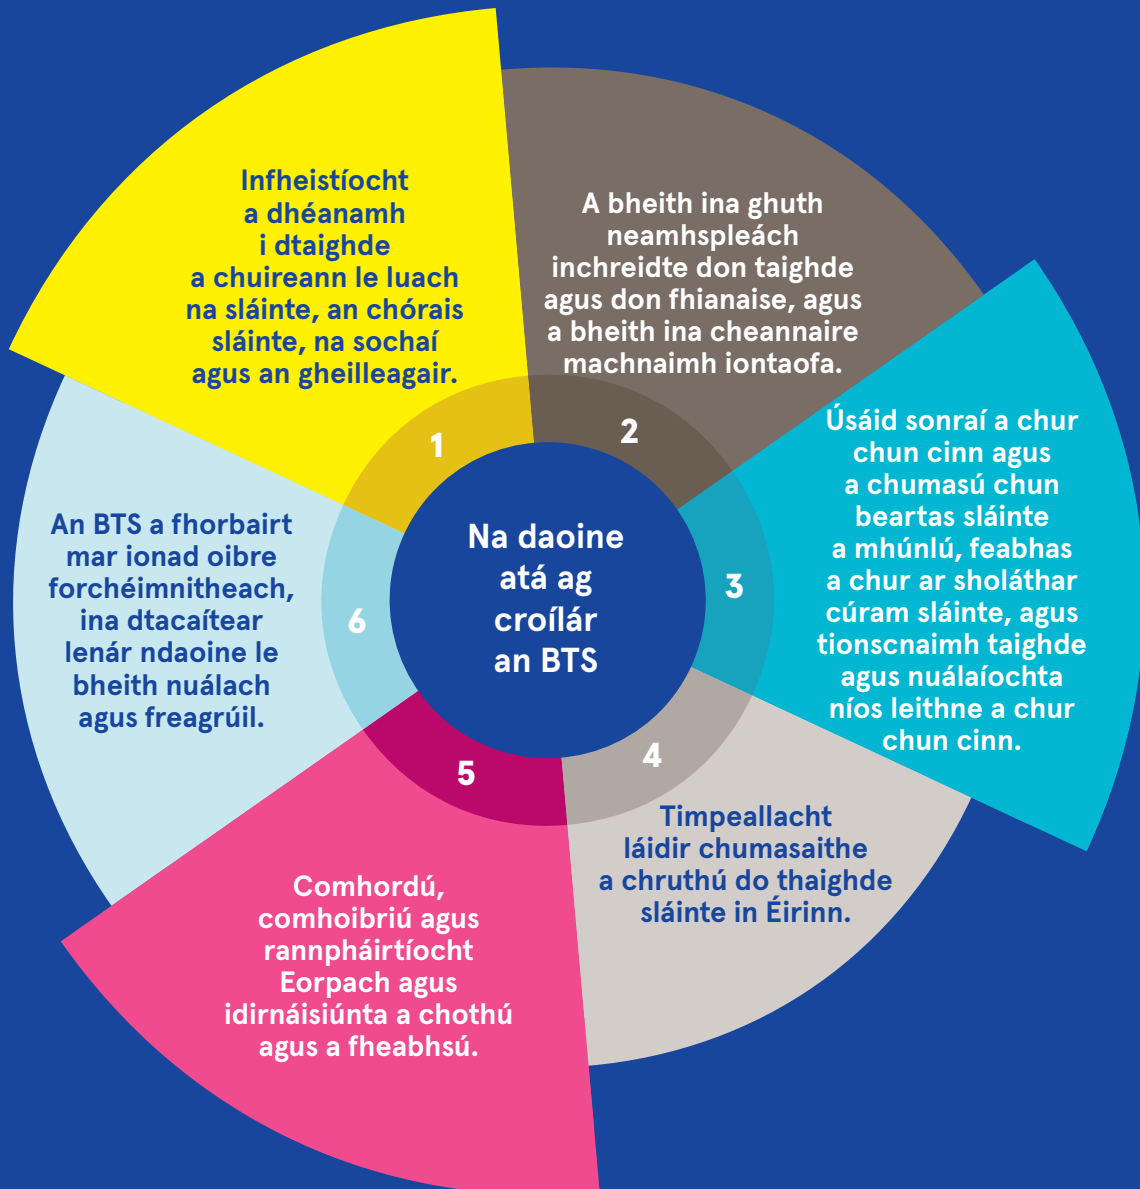 Infheistíocht
a dhéanamh
i dtaighde
a chuireann le luach
na sláinte, an chórais
sláinte, na sochaí
agus an gheilleagair.
1
A bheith ina ghuth
neamhspleách
inchreidte don taighde
agus don fhianaise, agus
a bheith ina cheannaire
machnaimh iontaofa.
2
Úsáid sonraí a chur
chun cinn agus
a chumasú chun
beartas sláinte
a mhúnlú, feabhas
a chur ar sholáthar
cúram sláinte, agus
tionscnaimh taighde
agus nuálaíochta
níos leithne a chur
chun cinn.
3
Timpeallacht
láidir chumasaithe
a chruthú do thaighde
sláinte in Éirinn.
4
Comhordú,
comhoibriú agus
rannpháirtíocht
Eorpach agus
idirnáisiúnta a chothú
agus a fheabhsú.
5
An BTS a fhorbairt
mar ionad oibre
forchéimnitheach,
ina dtacaítear
lenár ndaoine le
bheith nuálach
agus freagrúil.
6
Na daoine
atá ag
croílár
an BTS